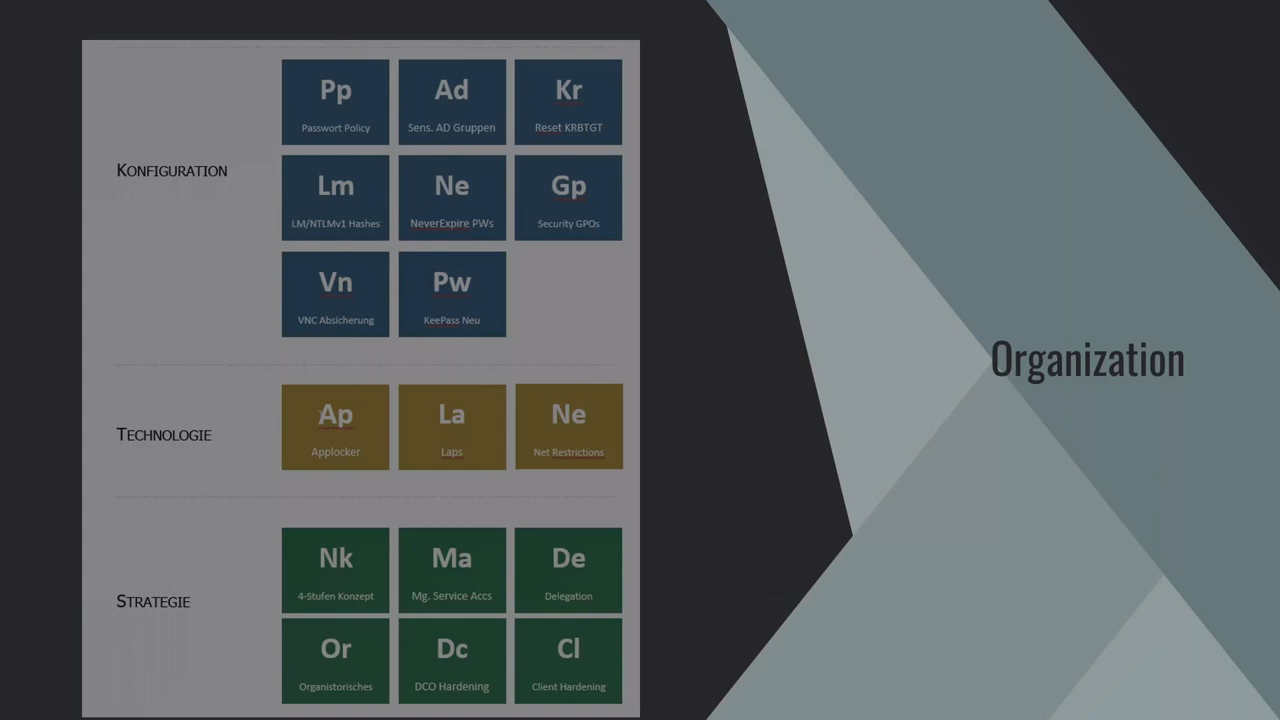 KONFIGURATION
Pp
Passwort Policy
Ad
Sens. AD Gruppen
Kr
Reset KRBTGT
Lm
LM/NTLMv1 Hashes
Ne
NeverExpire PWs
Gp
Security GPOs
Vn
VNC Absicherung
Pw
KeePass Neu
TECHNOLOGIE
Ap
Applocker
La
Laps
Ne
Net Restrictions
STRATEGIE
Nk
4-Stufen Konzept
Ma
Mg. Service Accs
De
Delegation
Or
Organistorisches
Dc
DCO Hardening
Cl
Client Hardening
Organization